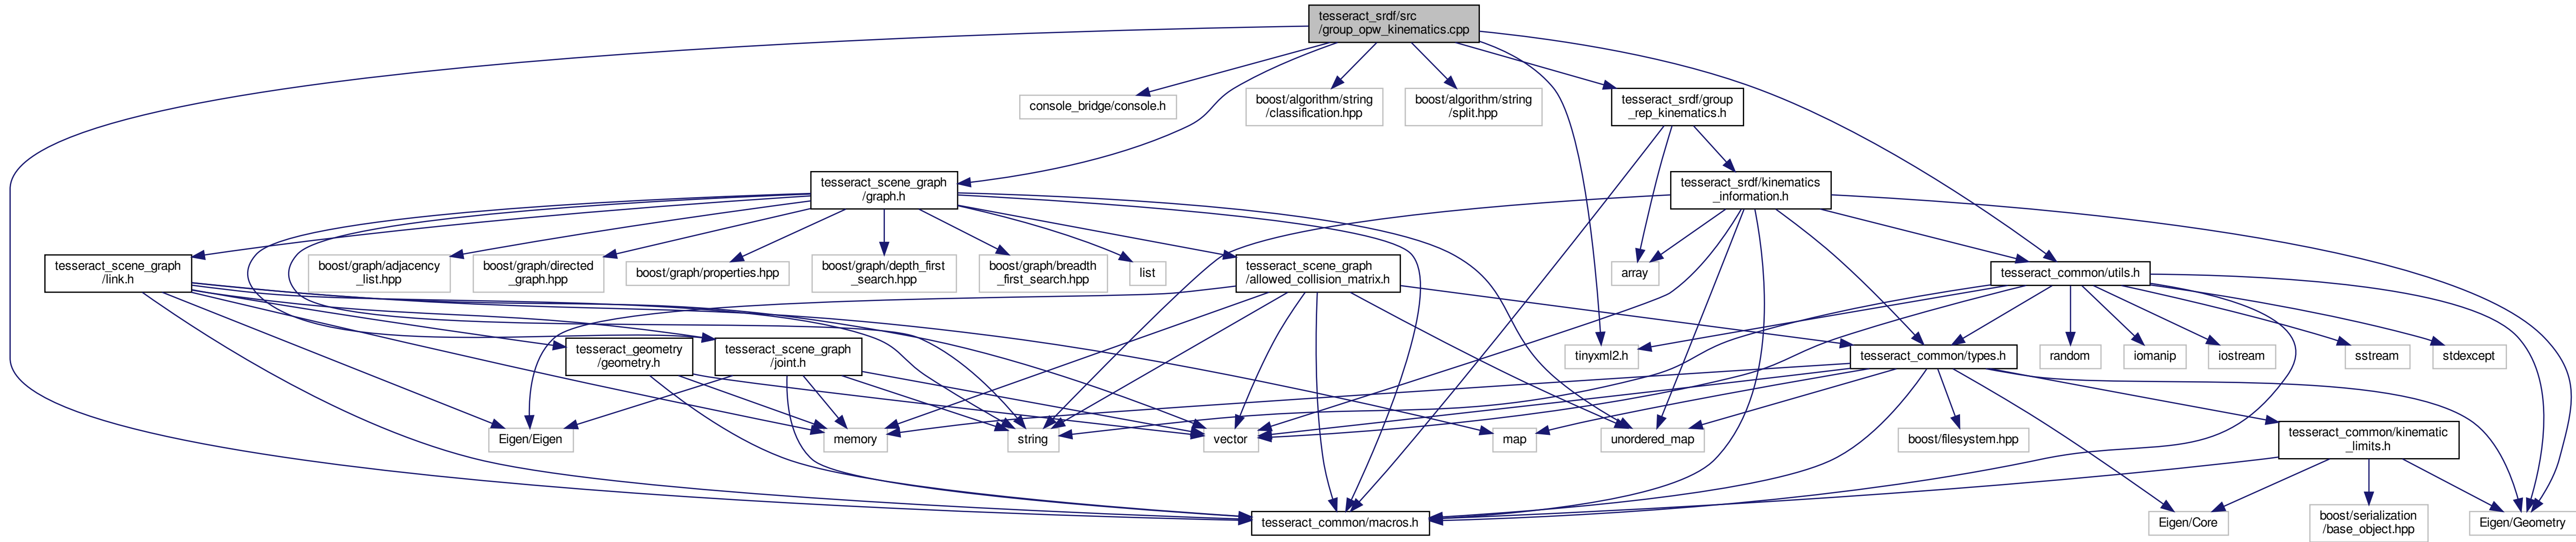 tesseract_srdf/src
/group_opw_kinematics.cpp
console_bridge/console.h
boost/algorithm/string
/classification.hpp
boost/algorithm/string
/split.hpp
tesseract_srdf/group
_rep_kinematics.h
tesseract_scene_graph
/graph.h
tesseract_srdf/kinematics
_information.h
tesseract_scene_graph
/link.h
boost/graph/adjacency
_list.hpp
boost/graph/directed
_graph.hpp
boost/graph/properties.hpp
boost/graph/depth_first
_search.hpp
boost/graph/breadth
_first_search.hpp
list
tesseract_scene_graph
/allowed_collision_matrix.h
array
tesseract_common/utils.h
tesseract_geometry
/geometry.h
tesseract_scene_graph
/joint.h
tinyxml2.h
tesseract_common/types.h
random
iomanip
iostream
sstream
stdexcept
Eigen/Eigen
memory
string
vector
map
unordered_map
boost/filesystem.hpp
tesseract_common/kinematic
_limits.h
tesseract_common/macros.h
Eigen/Core
boost/serialization
/base_object.hpp
Eigen/Geometry